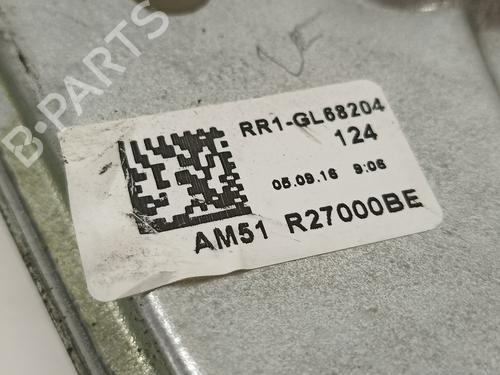 B-PARTS
RR1-GL68204
124
05.09.16 9:06
AM51 R27000BE